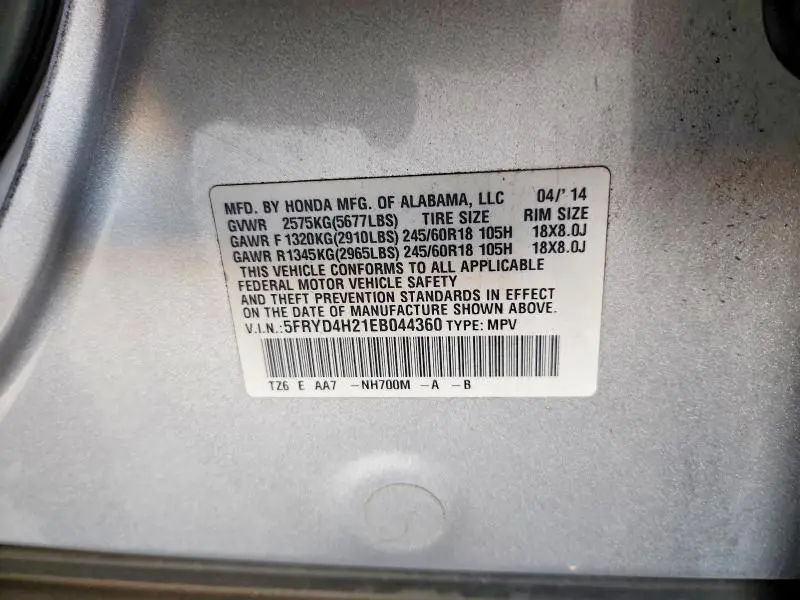 MFD. BY HONDA MFG. OF ALABAMA, LLC 04/' 14
GVWR 2575KG(5677LBS) TIRE SIZE RIM SIZE
GAWR F 1320KG(2910LBS) 245/60R18 105H 18X8.0J
GAWR R1345KG(2965LBS) 245/60R18 105H 18X8.0J
THIS VEHICLE CONFORMS TO ALL APPLICABLE
FEDERAL MOTOR VEHICLE SAFETY
AND THEFT PREVENTION STANDARDS IN EFFECT
ON THE DATE OF MANUFACTURE SHOWN ABOVE.
V.I.N.:5FRYD4H21EB044360 TYPE: MPV
TZ6 E AA7 -NH700M -A -B